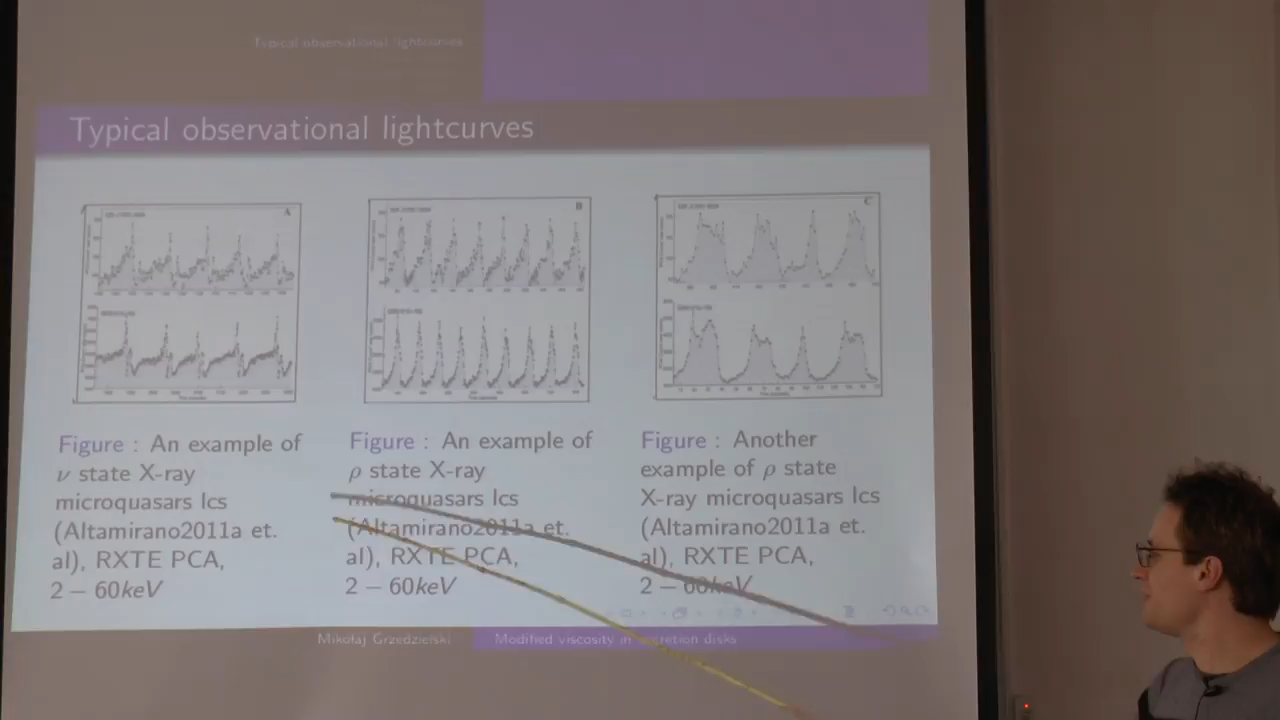 Typical observational lightcurves
Typical observational lightcurves
A
B
C
Figure : An example of
ν state X-ray
microquasars lcs
(Altamirano2011a et.
al), RXTE PCA,
2 – 60keV
Figure : An example of
ρ state X-ray
microquasars lcs
(Altamirano2011a et.
al), RXTE PCA,
2 – 60keV
Figure : Another
example of ρ state
X-ray microquasars lcs
(Altamirano2011a et.
al), RXTE PCA,
2 – 60keV
Mikołaj Grzędzielski
Modified viscosity in accretion disks